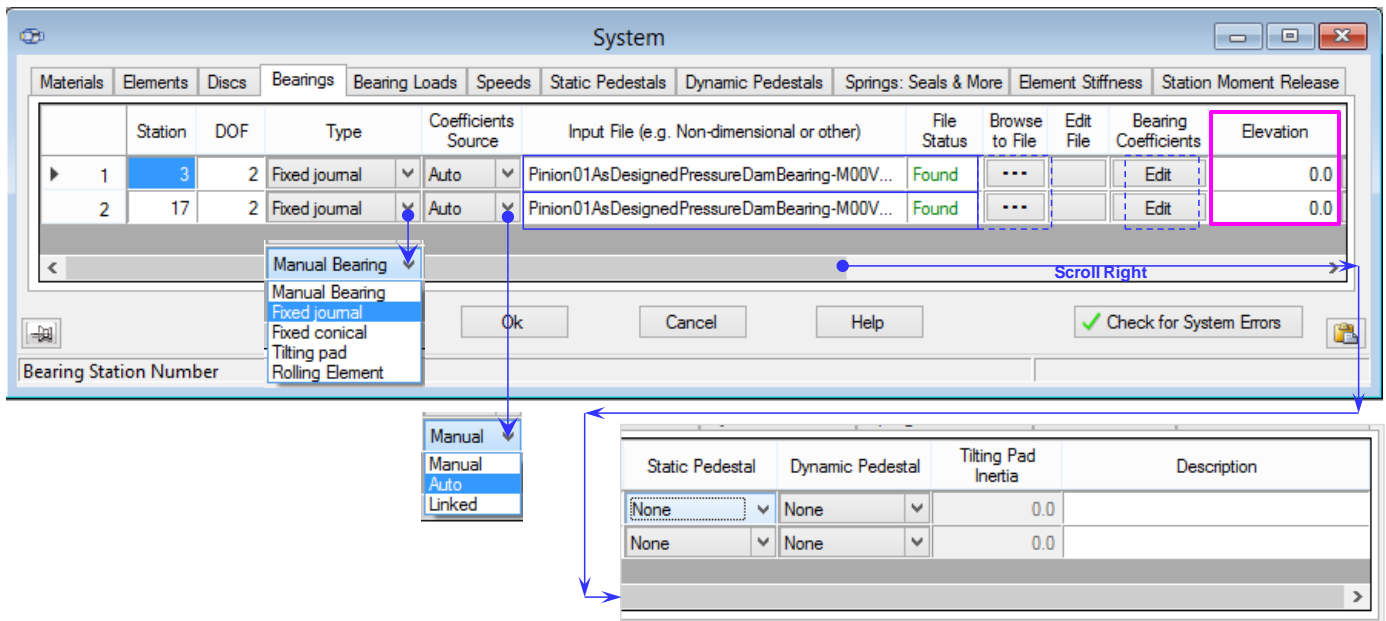 System
Materials Elements Discs Bearings Bearing Loads Speeds Static Pedestals Dynamic Pedestals Springs: Seals & More Element Stiffness Station Moment Release
Station DOF Type Coefficients Source Input File (e.g. Non-dimensional or other) File Status Browse to File Edit File Bearing Coefficients Elevation
1 3 2 Fixed journal Auto Pinion01AsDesignedPressureDamBearing-M00V... Found ... Edit 0.0
2 17 2 Fixed journal Auto Pinion01AsDesignedPressureDamBearing-M00V... Found ... Edit 0.0
Scroll Right
Manual Bearing
Manual Bearing
Fixed journal
Fixed conical
Tilting pad
Rolling Element
Ok Cancel Help Check for System Errors
Bearing Station Number
Manual
Manual
Auto
Linked
Static Pedestal Dynamic Pedestal Tilting Pad Inertia Description
None None 0.0
None None 0.0